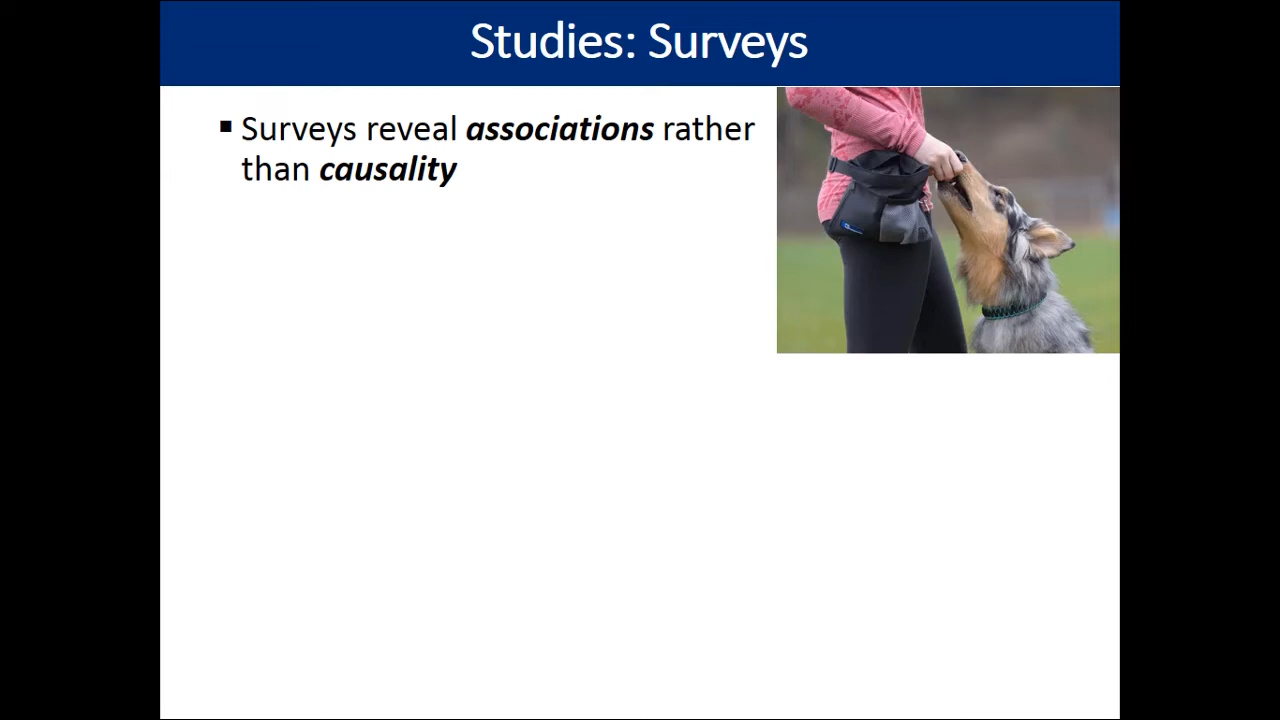 Studies: Surveys
▪ Surveys reveal associations rather
than causality